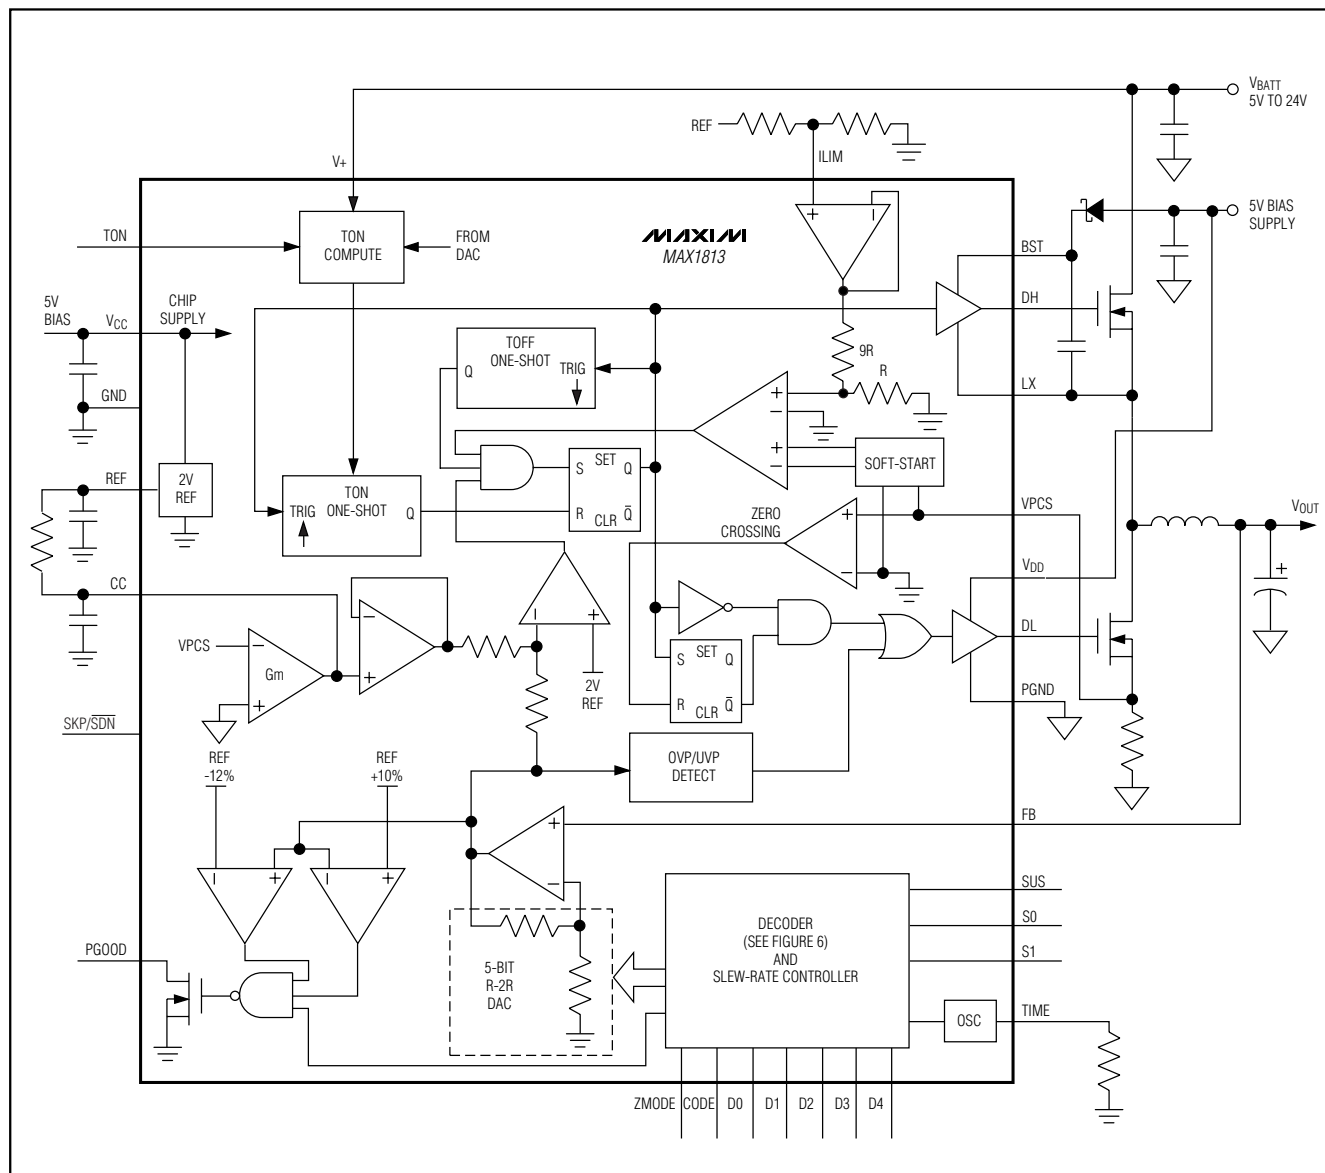 VBATT
5V TO 24V
REF
ILIM
V+
5V BIAS
SUPPLY
TON
TON
COMPUTE
FROM
DAC
MAXIM
MAX1813
BST
+
–
DH
5V
BIAS
VCC
CHIP
SUPPLY
TOFF
ONE-SHOT
Q
TRIG
9R
R
LX
GND
+
–
+
–
SOFT-START
REF
2V
REF
TON
ONE-SHOT
TRIG
Q
S
SET
Q
R
CLR
Q̅
ZERO
CROSSING
+
–
VPCS
VOUT
VDD
+
CC
–
+
–
+
2V
REF
VPCS
–
Gm
+
S
SET
Q
R
CLR
Q̅
DL
PGND
SKP/S̅D̅N̅
REF
-12%
REF
+10%
OVP/UVP
DETECT
FB
+
–
–
+
–
+
DECODER
(SEE FIGURE 6)
AND
SLEW-RATE CONTROLLER
SUS
S0
S1
PGOOD
5-BIT
R-2R
DAC
OSC
TIME
ZMODE
CODE
D0
D1
D2
D3
D4